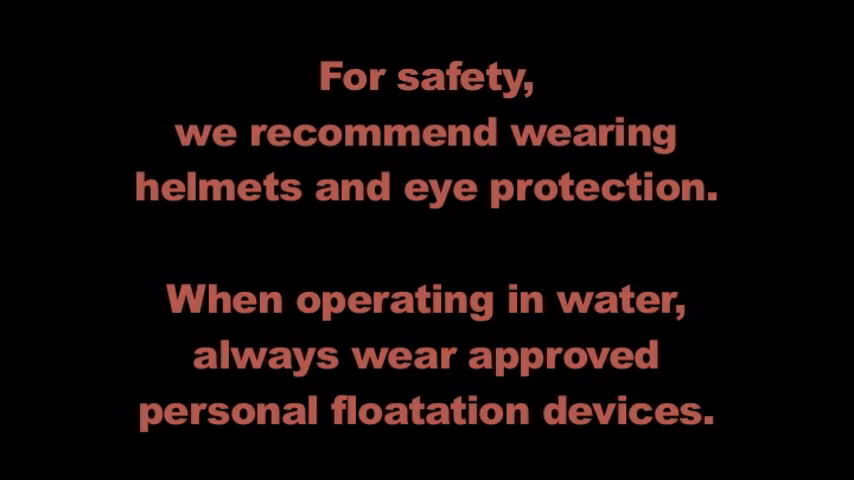 For safety,
we recommend wearing
helmets and eye protection.
When operating in water,
always wear approved
personal floatation devices.